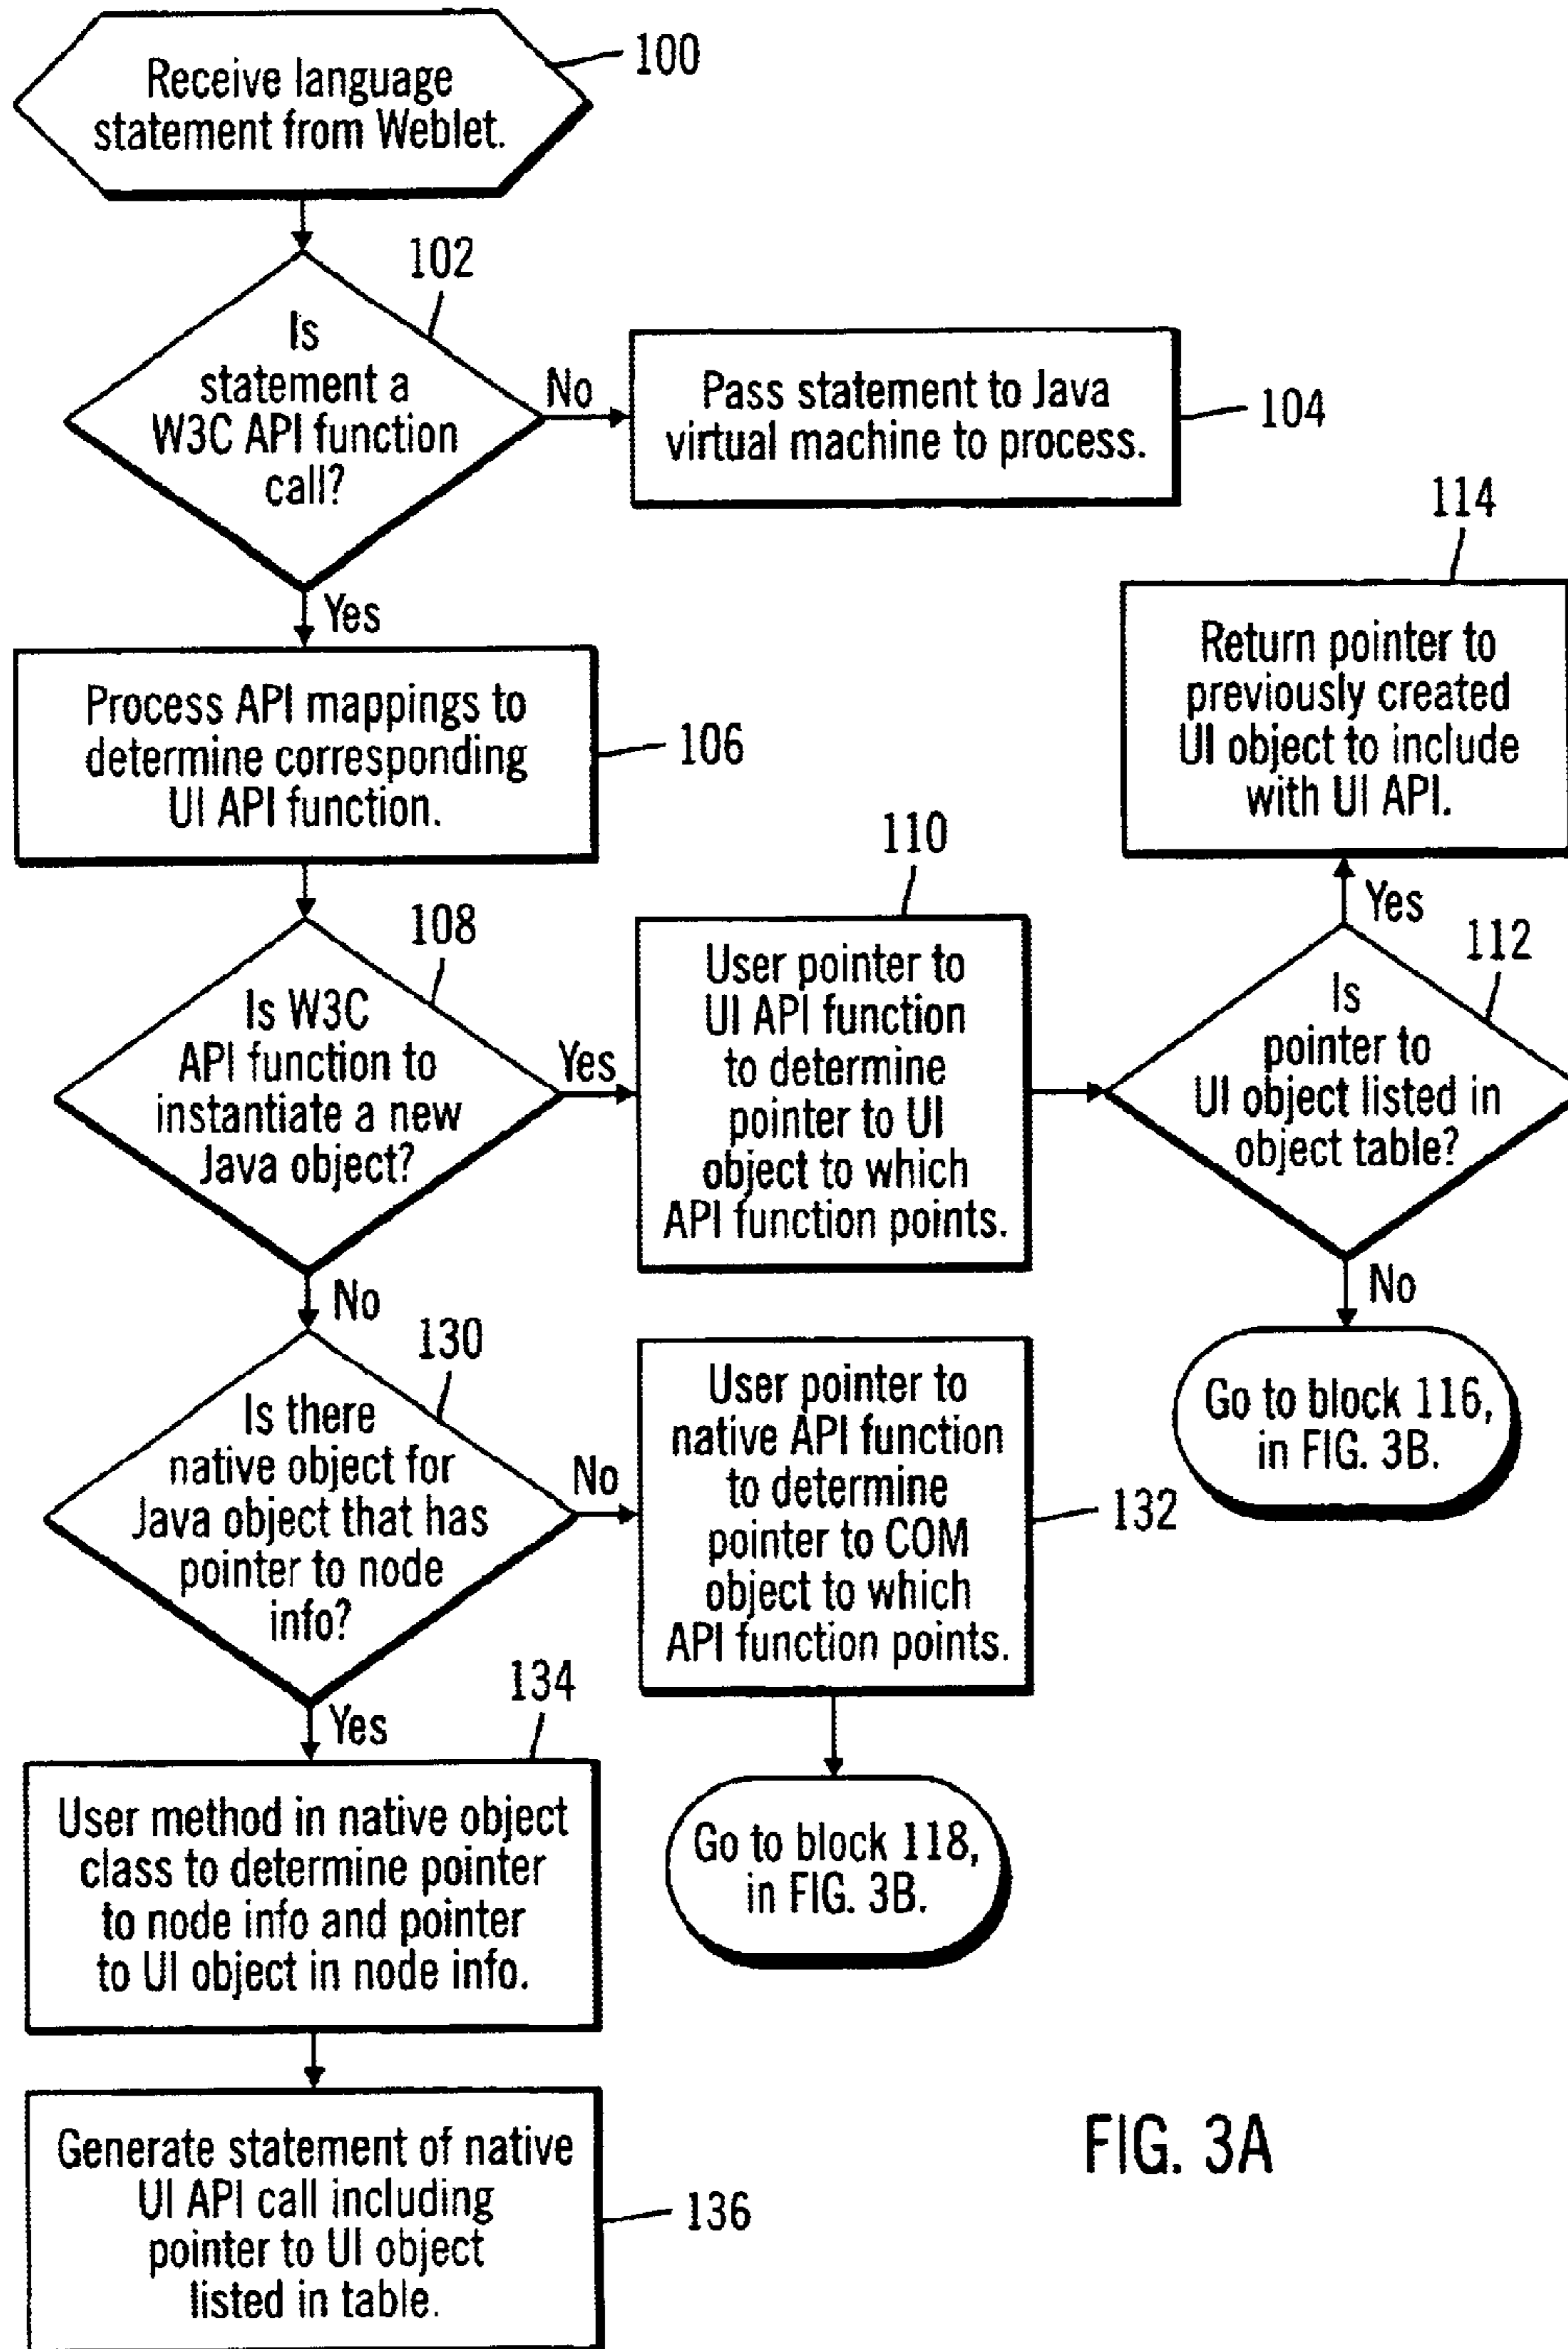 Receive language
statement from Weblet.
100
102
Is
statement a
W3C API function
call?
No
Pass statement to Java
virtual machine to process.
104
Yes
Process API mappings to
determine corresponding
UI API function.
106
108
Is W3C
API function to
instantiate a new
Java object?
Yes
110
User pointer to
UI API function
to determine
pointer to UI
object to which
API function points.
112
Is
pointer to
UI object listed in
object table?
Yes
114
Return pointer to
previously created
UI object to include
with UI API.
No
Go to block 116,
in FIG. 3B.
No
130
Is there
native object for
Java object that has
pointer to node
info?
No
User pointer to
native API function
to determine
pointer to COM
object to which
API function points.
132
Go to block 118,
in FIG. 3B.
Yes
134
User method in native object
class to determine pointer
to node info and pointer
to UI object in node info.
Generate statement of native
UI API call including
pointer to UI object
listed in table.
136
FIG. 3A